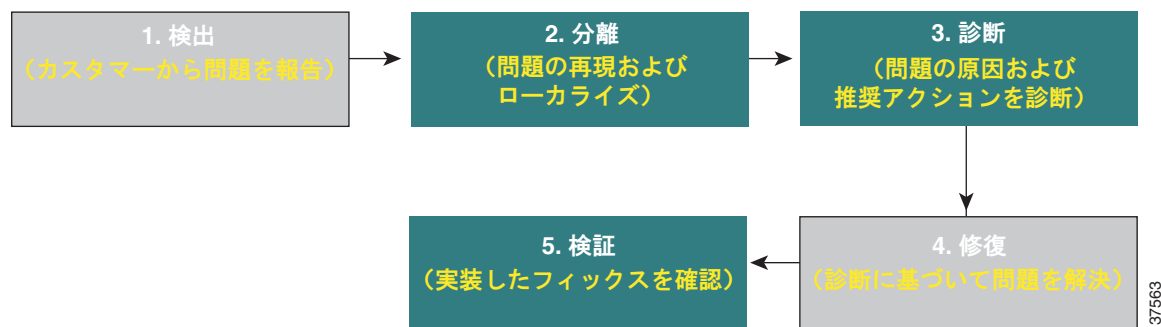 1. 検出
（カスタマーから問題を報告）
2. 分離
（問題の再現および
ローカライズ）
3. 診断
（問題の原因および
推奨アクションを診断）
4. 修復
（診断に基づいて問題を解決）
5. 検証
（実装したフィックスを確認）
37563